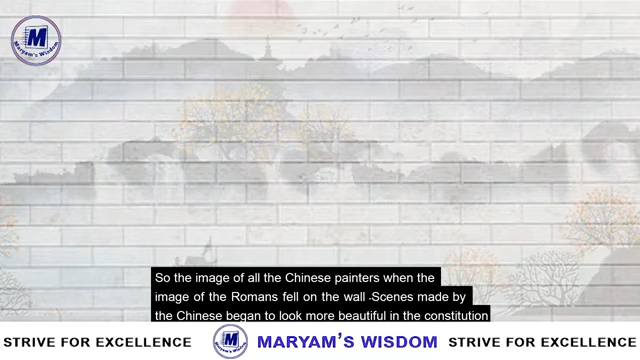 M
Maryam's Wisdom
So the image of all the Chinese painters when the
image of the Romans fell on the wall -Scenes made by
the Chinese began to look more beautiful in the constitution
STRIVE FOR EXCELLENCE
MARYAM'S WISDOM
STRIVE FOR EXCELLENCE